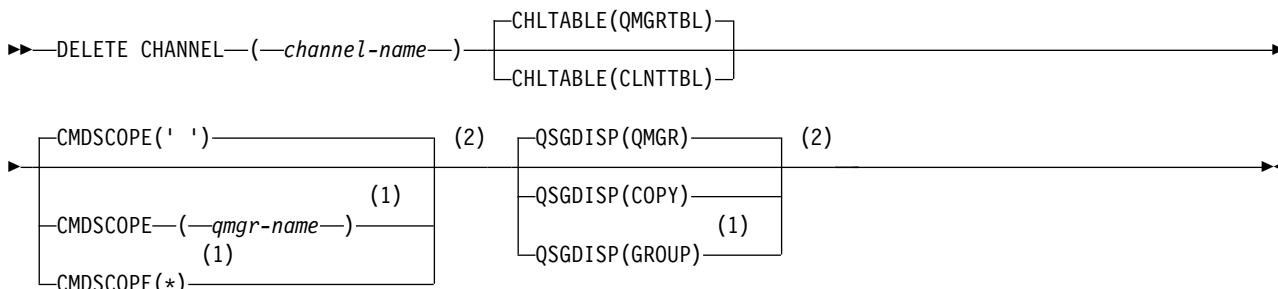 CHLTABLE(QMGRTBL)
DELETE CHANNEL ( channel-name )
CHLTABLE(CLNTTBL)
CMDSCOPE(' ') (2) QSGDISP(QMGR) (2)
(1) QSGDISP(COPY)
CMDSCOPE ( qmgr-name ) (1)
(1) QSGDISP(GROUP)
CMDSCOPE(*)